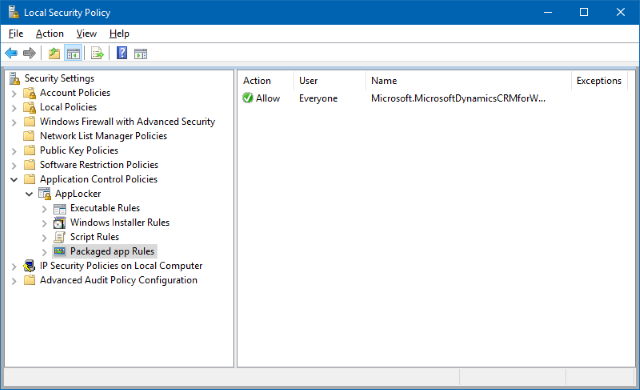 Local Security Policy
File Action View Help
Security Settings
Account Policies
Local Policies
Windows Firewall with Advanced Security
Network List Manager Policies
Public Key Policies
Software Restriction Policies
Application Control Policies
AppLocker
Executable Rules
Windows Installer Rules
Script Rules
Packaged app Rules
IP Security Policies on Local Computer
Advanced Audit Policy Configuration
Action User Name Exceptions
Allow Everyone Microsoft.MicrosoftDynamicsCRMforW...